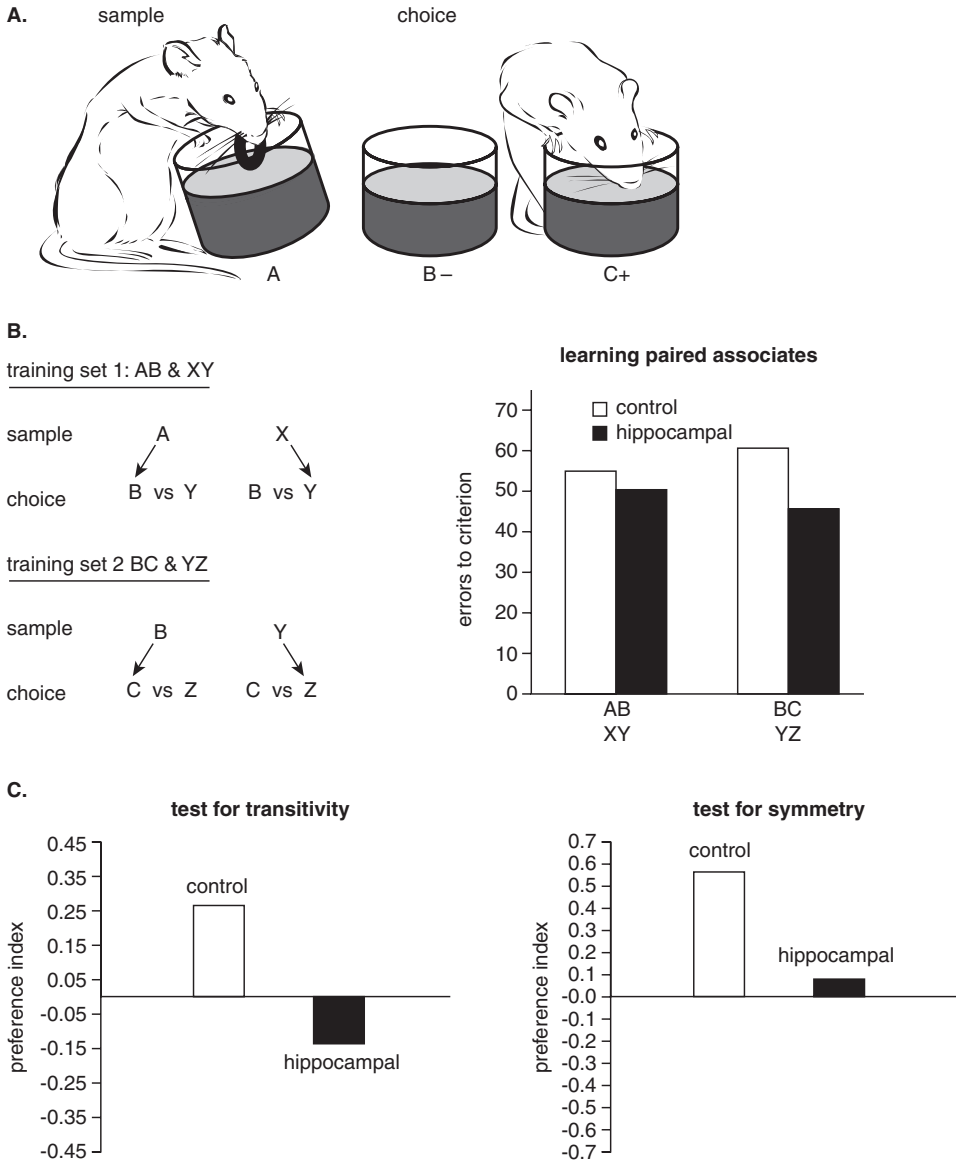 A.
sample choice
A B – C+
B.
training set 1: AB & XY
sample A X
choice B vs Y B vs Y
training set 2 BC & YZ
sample B Y
choice C vs Z C vs Z
learning paired associates
control
hippocampal
errors to criterion
70
60
50
40
30
20
10
0
AB BC
XY YZ
C.
test for transitivity
preference index
0.45
0.35
0.25
0.15
0.05
-0.05
-0.15
-0.25
-0.35
-0.45
control
hippocampal
test for symmetry
preference index
0.7
0.6
0.5
0.4
0.3
0.2
0.1
-0.0
-0.1
-0.2
-0.3
-0.4
-0.5
-0.6
-0.7
control
hippocampal